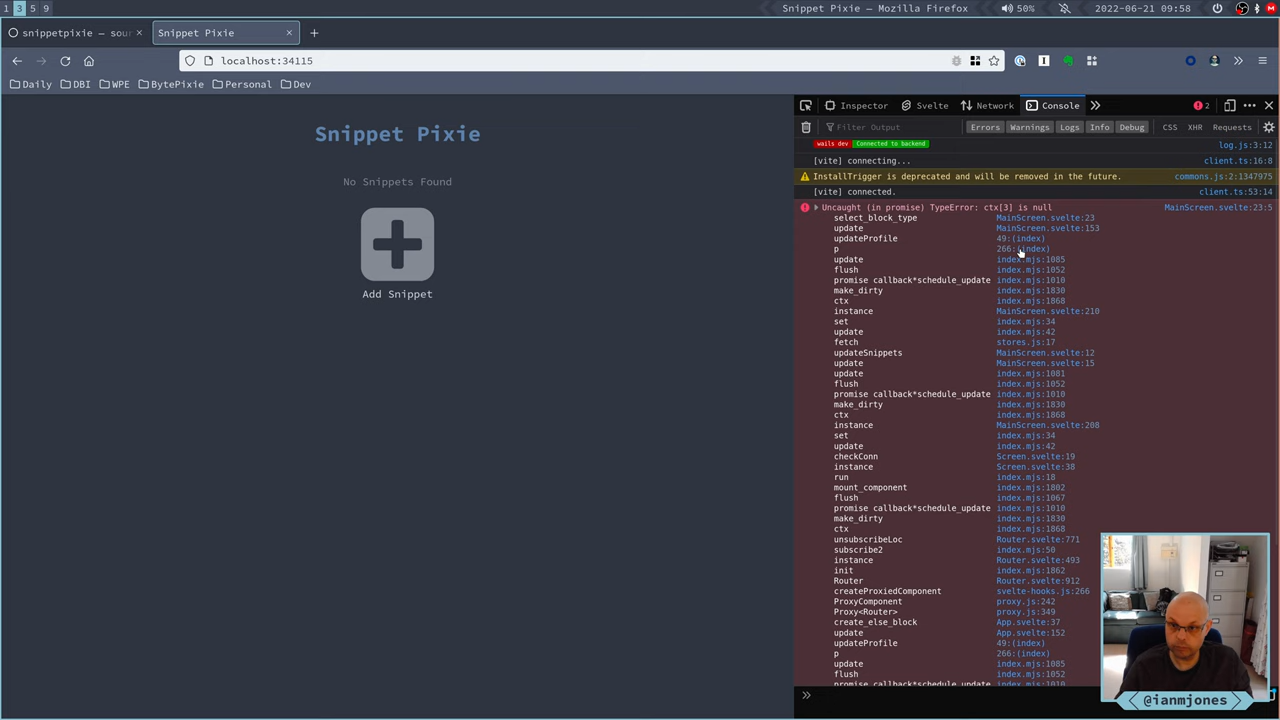 1 3 5 9
Snippet Pixie — Mozilla Firefox
50%
2022-06-21 09:58
snippetpixie — sour
Snippet Pixie
localhost:34115
Daily
DBI
WPE
BytePixie
Personal
Dev
Snippet Pixie
No Snippets Found
Add Snippet
Inspector
Svelte
Network
Console
2
Filter Output
Errors Warnings Logs Info Debug CSS XHR Requests
wails dev Connected to backend log.js:3:12
[vite] connecting... client.ts:16:8
InstallTrigger is deprecated and will be removed in the future. commons.js:2:1347975
[vite] connected. client.ts:53:14
Uncaught (in promise) TypeError: ctx[3] is null MainScreen.svelte:23:5
select_block_type MainScreen.svelte:23
update MainScreen.svelte:153
updateProfile 49:(index)
p 266:(index)
update index.mjs:1085
flush index.mjs:1052
promise callback*schedule_update index.mjs:1010
make_dirty index.mjs:1830
ctx index.mjs:1868
instance MainScreen.svelte:210
set index.mjs:34
update index.mjs:42
fetch stores.js:17
updateSnippets MainScreen.svelte:12
update MainScreen.svelte:15
update index.mjs:1081
flush index.mjs:1052
promise callback*schedule_update index.mjs:1010
make_dirty index.mjs:1830
ctx index.mjs:1868
instance MainScreen.svelte:208
set index.mjs:34
update index.mjs:42
checkConn Screen.svelte:19
instance Screen.svelte:38
run index.mjs:18
mount_component index.mjs:1802
flush index.mjs:1067
promise callback*schedule_update index.mjs:1010
make_dirty index.mjs:1830
ctx index.mjs:1868
unsubscribeLoc Router.svelte:771
subscribe2 index.mjs:50
instance Router.svelte:493
init index.mjs:1862
Router Router.svelte:912
createProxiedComponent svelte-hooks.js:266
ProxyComponent proxy.js:242
Proxy<Router> proxy.js:349
create_else_block App.svelte:37
update App.svelte:152
updateProfile 49:(index)
p 266:(index)
update index.mjs:1085
flush index.mjs:1052
promise callback*schedule_update index.mjs:1010
@ianmjones